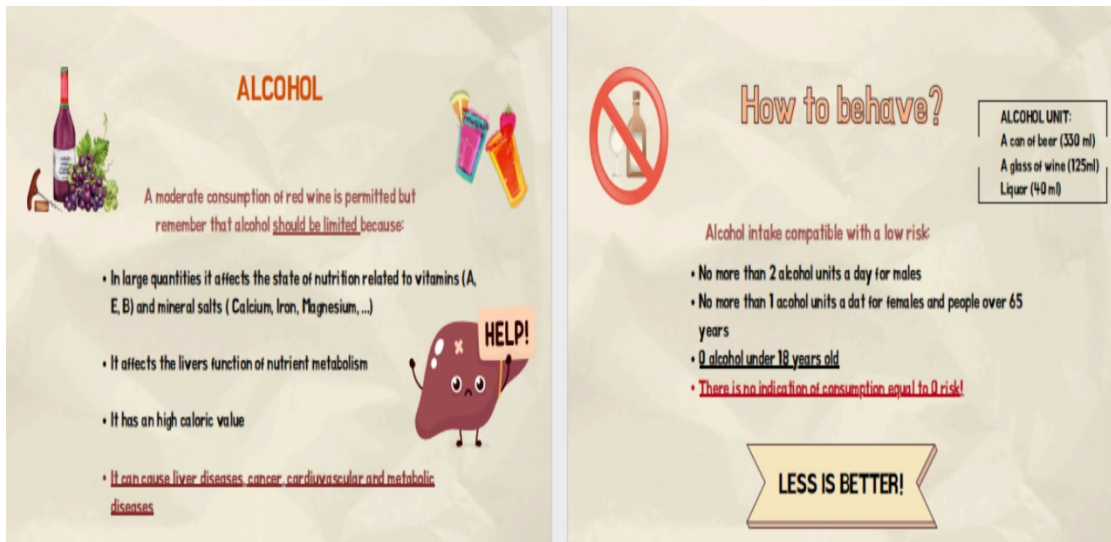 ALCOHOL
A moderate consumption of red wine is permitted but
remember that alcohol should be limited because:
• In large quantities it affects the state of nutrition related to vitamins (A,
E, B) and mineral salts ( Calcium, Iron, Magnesium, ...)
• It affects the livers function of nutrient metabolism
• It has an high caloric value
• It can cause liver diseases, cancer, cardiuvascular and metabolic
diseases
HELP!
How to behave?
ALCOHOL UNIT:
A can of beer (330 ml)
A glass of wine (125ml)
Liquor (40 ml)
Alcohol intake compatible with a low risk:
• No more than 2 alcohol units a day for males
• No more than 1 acohol units a dat for females and people over 65
years
• 0 alcohol under 18 years old
• There is no indication of consumption equal to 0 risk!
LESS IS BETTER!